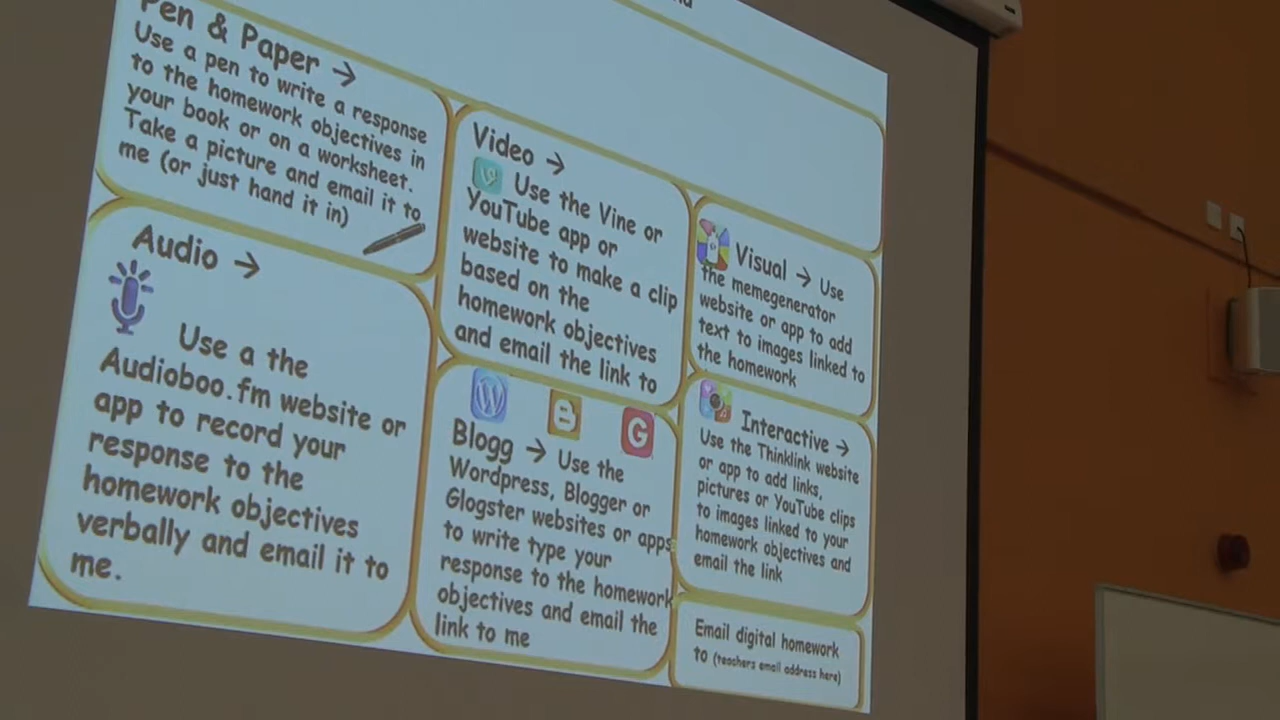 Pen & Paper →
Use a pen to write a response
to the homework objectives in
your book or on a worksheet.
Take a picture and email it to
me (or just hand it in)
Audio →
Use a the
Audioboo.fm website or
app to record your
response to the
homework objectives
verbally and email it to
me.
Video →
Use the Vine or
YouTube app or
website to make a clip
based on the
homework objectives
and email the link to
Blogg → Use the
Wordpress, Blogger or
Glogster websites or apps
to write type your
response to the homework
objectives and email the
link to me
Visual → Use
the memegenerator
website or app to add
text to images linked to
the homework
Interactive →
Use the Thinklink website
or app to add links,
pictures or YouTube clips
to images linked to your
homework objectives and
email the link
Email digital homework
to (teachers email address here)